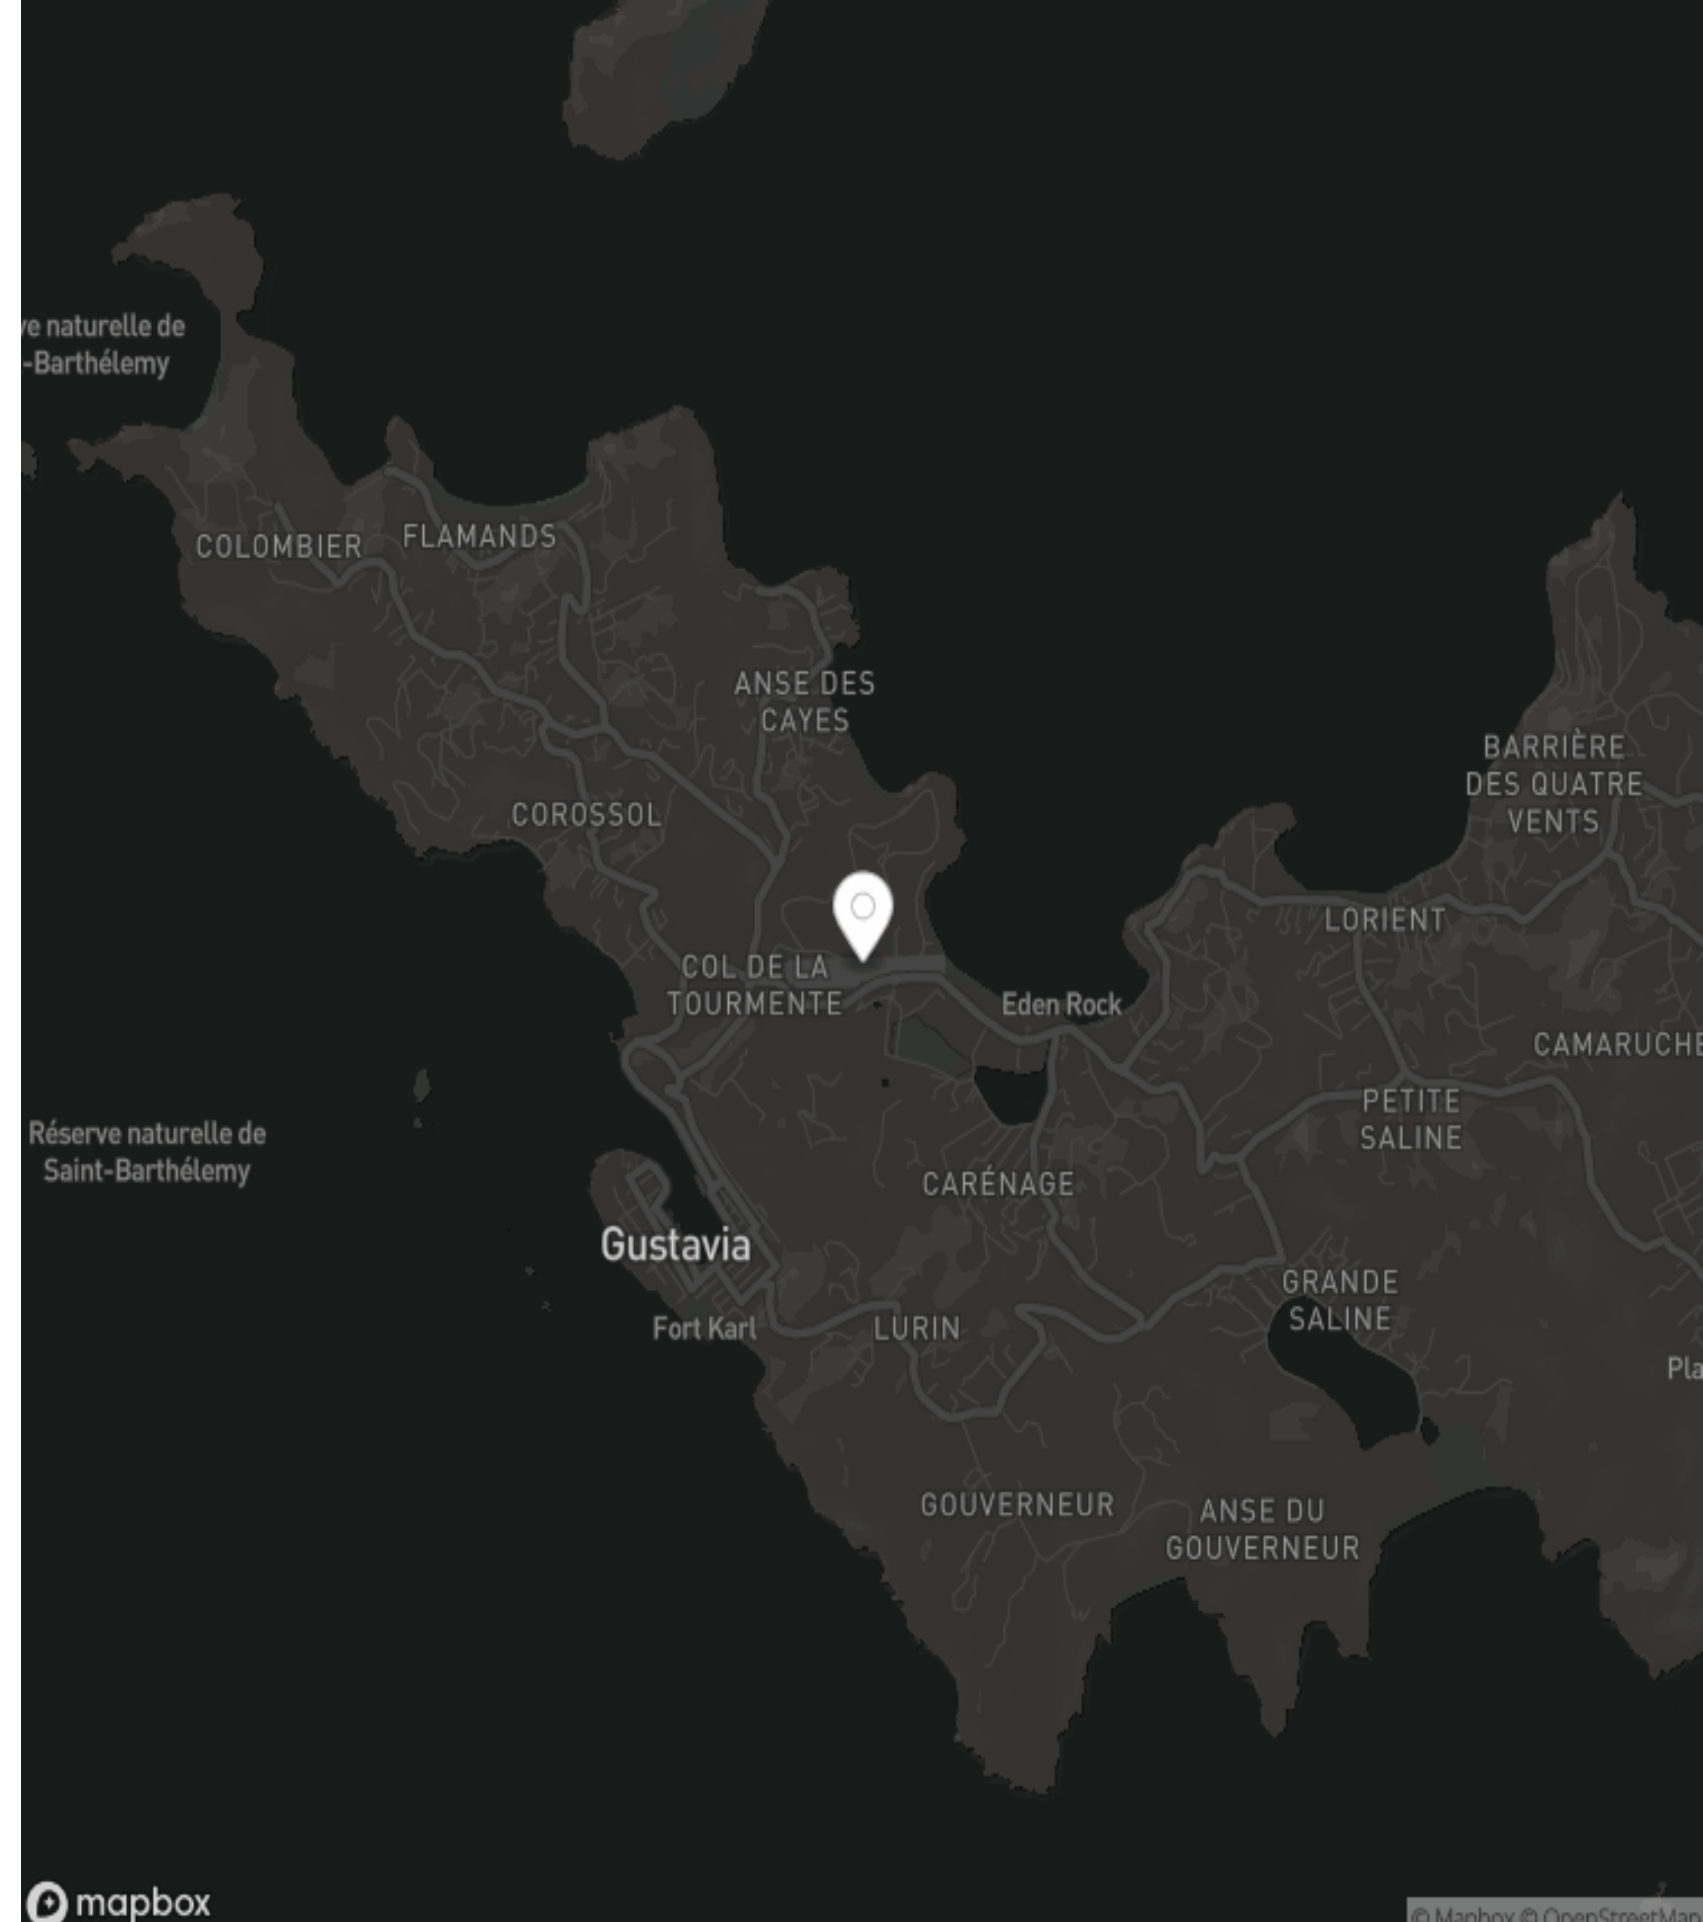 ve naturelle de
-Barthélemy
COLOMBIER
FLAMANDS
ANSE DES
CAYES
BARRIÈRE
DES QUATRE
VENTS
COROSSOL
LORIENT
COL DE LA
TOURMENTE
Eden Rock
CAMARUCHE
PETITE
SALINE
Réserve naturelle de
Saint-Barthélemy
CARÉNAGE
Gustavia
GRANDE
SALINE
Fort Karl
LURIN
Pla
GOUVERNEUR
ANSE DU
GOUVERNEUR
mapbox
© Mapbox © OpenStreetMap